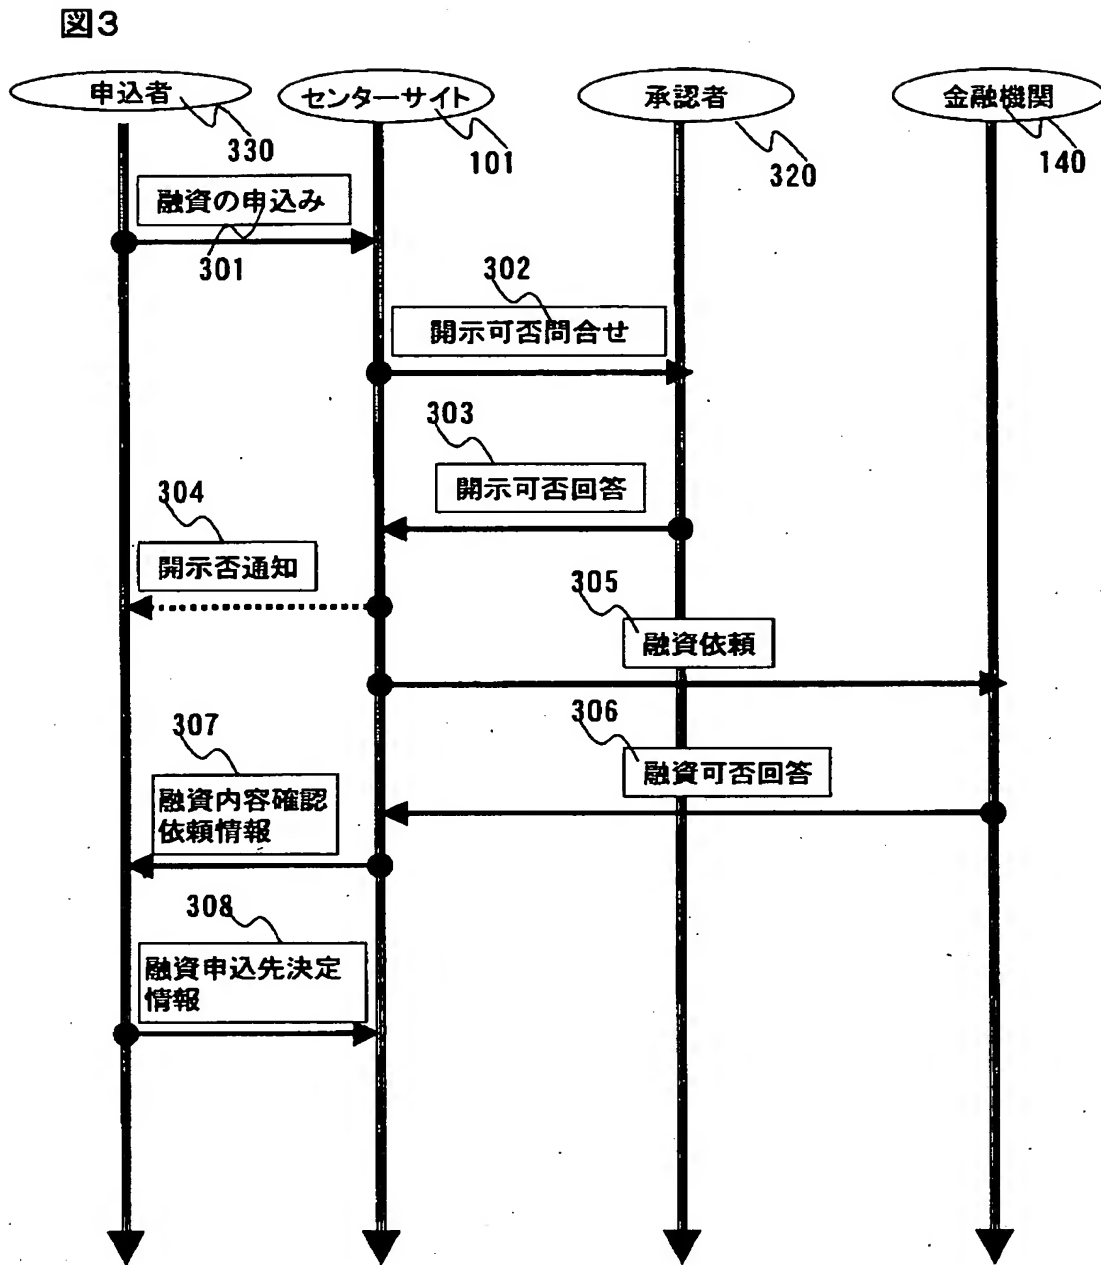 図3
申込者
センターサイト
承認者
金融機関
330
101
320
140
融資の申込み
301
302
開示可否問合せ
303
開示可否回答
304
開示否通知
305
融資依頼
306
融資可否回答
307
融資内容確認
依頼情報
308
融資申込先決定
情報